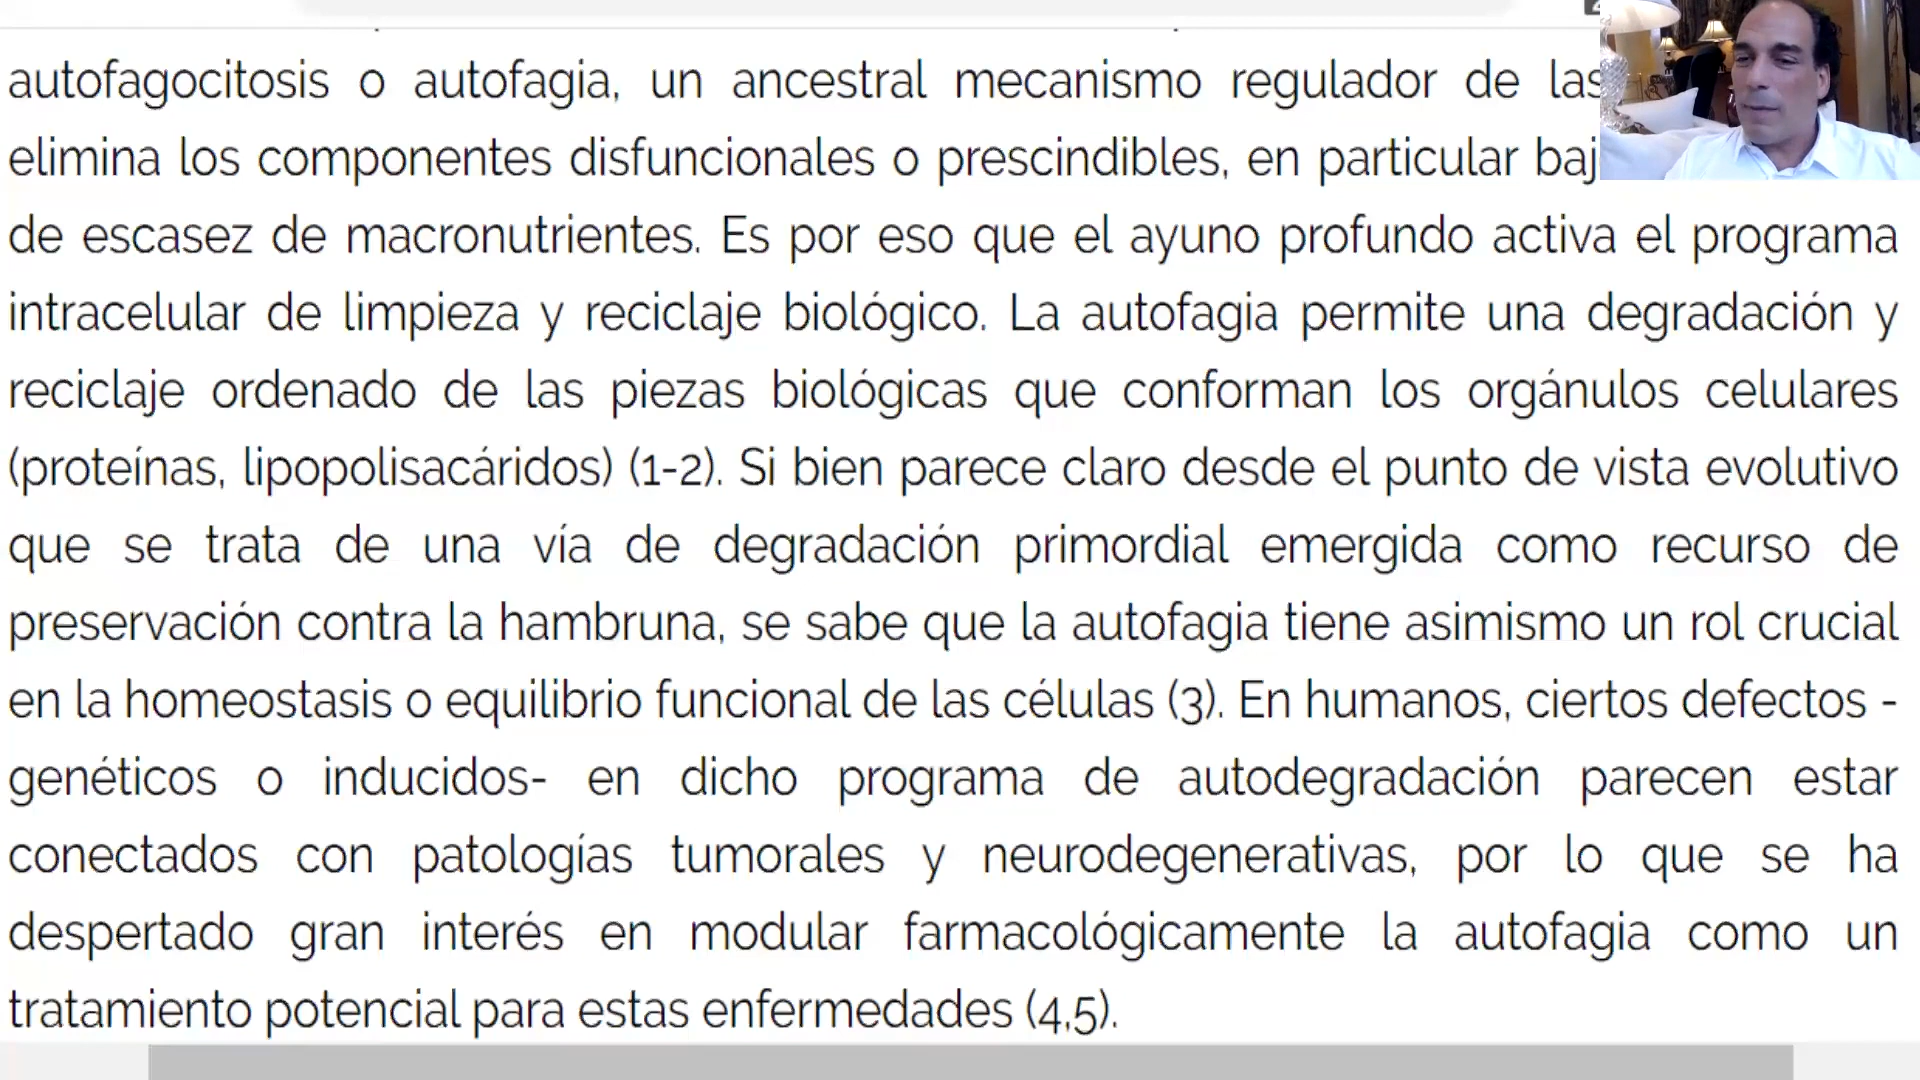 autofagocitosis o autofagia, un ancestral mecanismo regulador de las
elimina los componentes disfuncionales o prescindibles, en particular
de escasez de macronutrientes. Es por eso que el ayuno profundo activa el programa
intracelular de limpieza y reciclaje biológico. La autofagia permite una degradación y
reciclaje ordenado de las piezas biológicas que conforman los orgánulos celulares
(proteínas, lipopolisacáridos) (1-2). Si bien parece claro desde el punto de vista evolutivo
que se trata de una vía de degradación primordial emergida como recurso de
preservación contra la hambruna, se sabe que la autofagia tiene asimismo un rol crucial
en la homeostasis o equilibrio funcional de las células (3). En humanos, ciertos defectos -
genéticos o inducidos- en dicho programa de autodegradación parecen estar
conectados con patologías tumorales y neurodegenerativas, por lo que se ha
despertado gran interés en modular farmacológicamente la autofagia como un
tratamiento potencial para estas enfermedades (4,5).